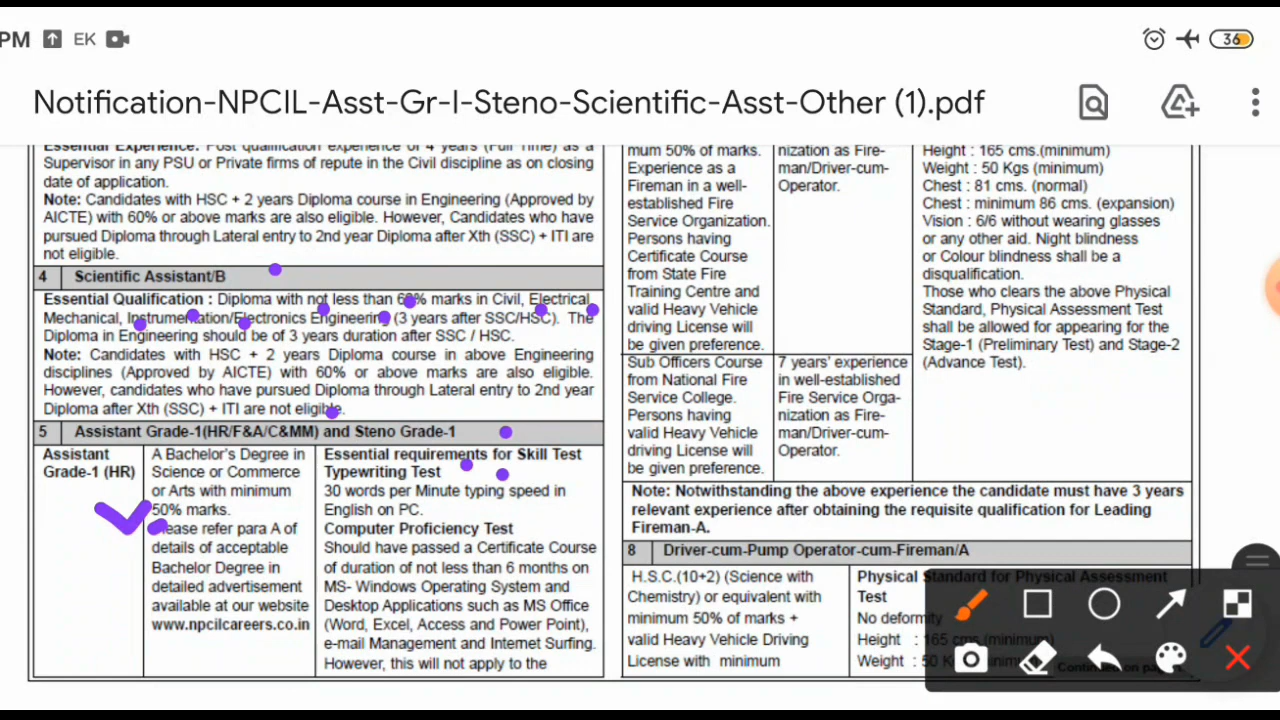 PM EK 36
Notification-NPCIL-Asst-Gr-I-Steno-Scientific-Asst-Other (1).pdf
Essential Experience: Post qualification experience of 4 years (Full Time) as a
Supervisor in any PSU or Private firms of repute in the Civil discipline as on closing
date of application.
Note: Candidates with HSC + 2 years Diploma course in Engineering (Approved by
AICTE) with 60% or above marks are also eligible. However, Candidates who have
pursued Diploma through Lateral entry to 2nd year Diploma after Xth (SSC) + ITI are
not eligible.
4 Scientific Assistant/B
Essential Qualification : Diploma with not less than 60% marks in Civil, Electrical,
Mechanical, Instrumentation/Electronics Engineering (3 years after SSC/HSC). The
Diploma in Engineering should be of 3 years duration after SSC / HSC.
Note: Candidates with HSC + 2 years Diploma course in above Engineering
disciplines (Approved by AICTE) with 60% or above marks are also eligible.
However, candidates who have pursued Diploma through Lateral entry to 2nd year
Diploma after Xth (SSC) + ITI are not eligible.
5 Assistant Grade-1(HR/F&A/C&MM) and Steno Grade-1
Assistant
Grade-1 (HR)
A Bachelor's Degree in
Science or Commerce
or Arts with minimum
50% marks.
Please refer para A of
details of acceptable
Bachelor Degree in
detailed advertisement
available at our website
www.npcilcareers.co.in
Essential requirements for Skill Test
Typewriting Test
30 words per Minute typing speed in
English on PC.
Computer Proficiency Test
Should have passed a Certificate Course
of duration of not less than 6 months on
MS- Windows Operating System and
Desktop Applications such as MS Office
(Word, Excel, Access and Power Point),
e-mail Management and Internet Surfing.
However, this will not apply to the
mum 50% of marks.
Experience as a
Fireman in a well-
established Fire
Service Organization.
Persons having
Certificate Course
from State Fire
Training Centre and
valid Heavy Vehicle
driving License will
be given preference.
nization as Fire-
man/Driver-cum-
Operator.
Height : 165 cms.(minimum)
Weight : 50 Kgs (minimum)
Chest : 81 cms. (normal)
Chest : minimum 86 cms. (expansion)
Vision : 6/6 without wearing glasses
or any other aid. Night blindness
or Colour blindness shall be a
disqualification.
Those who clears the above Physical
Standard, Physical Assessment Test
shall be allowed for appearing for the
Stage-1 (Preliminary Test) and Stage-2
(Advance Test).
Sub Officers Course
from National Fire
Service College.
Persons having
valid Heavy Vehicle
driving License will
be given preference.
7 years' experience
in well-established
Fire Service Orga-
nization as Fire-
man/Driver-cum-
Operator.
Note: Notwithstanding the above experience the candidate must have 3 years
relevant experience after obtaining the requisite qualification for Leading
Fireman-A.
8 Driver-cum-Pump Operator-cum-Fireman/A
H.S.C.(10+2) (Science with
Chemistry) or equivalent with
minimum 50% of marks +
valid Heavy Vehicle Driving
License with minimum
Physical Standard for Physical Assessment
Test
No deformity
Height : 165 cms.(minimum)
Weight : 50